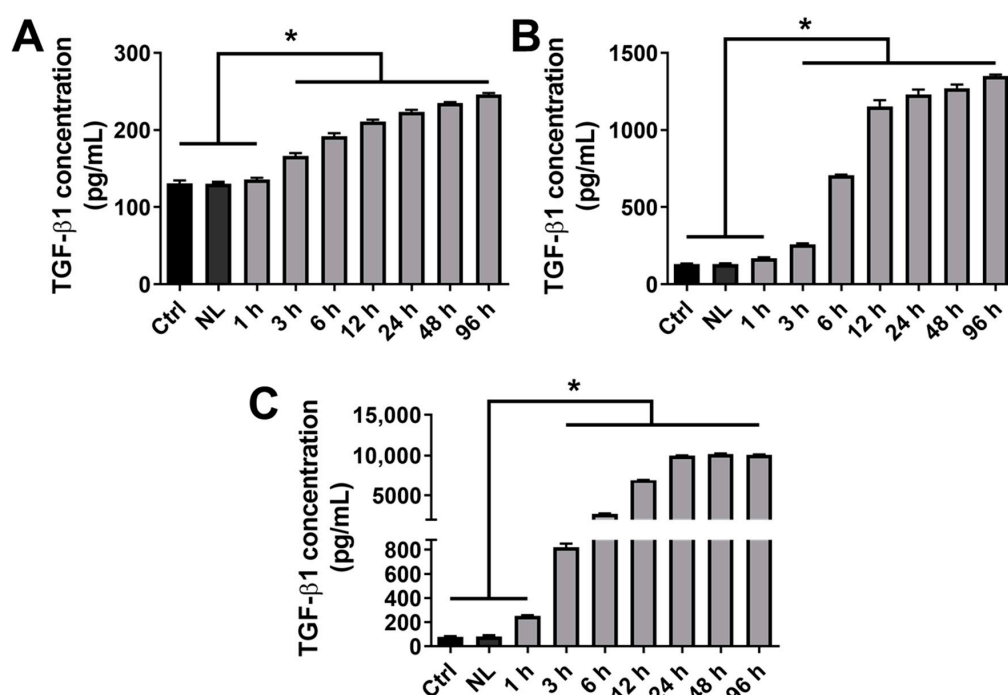 A
TGF-β1 concentration
(pg/mL)
300
200
100
0
*
Ctrl
NL
1 h
3 h
6 h
12 h
24 h
48 h
96 h
B
TGF-β1 concentration
(pg/mL)
1500
1000
500
0
*
Ctrl
NL
1 h
3 h
6 h
12 h
24 h
48 h
96 h
C
TGF-β1 concentration
(pg/mL)
15,000
10,000
5000
800
600
400
200
0
*
Ctrl
NL
1 h
3 h
6 h
12 h
24 h
48 h
96 h